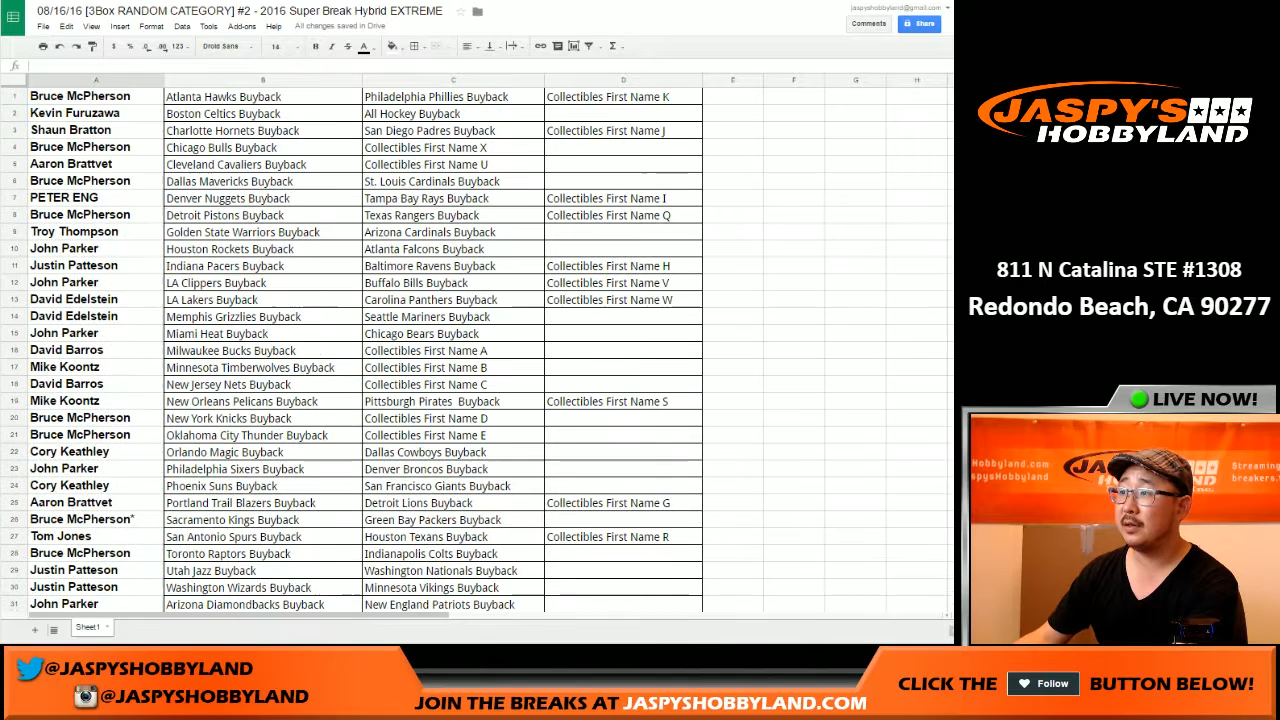 08/16/16 [3Box RANDOM CATEGORY] #2 - 2016 Super Break Hybrid EXTREME
jaspyshobbyland@gmail.com
File Edit View Insert Format Data Tools Add-ons Help All changes saved in Drive
Comments Share
$ % .0 .00 123 Droid Sans 14 B I S A
fx
A B C D E F G H
1 Bruce McPherson Atlanta Hawks Buyback Philadelphia Phillies Buyback Collectibles First Name K
2 Kevin Furuzawa Boston Celtics Buyback All Hockey Buyback
3 Shaun Bratton Charlotte Hornets Buyback San Diego Padres Buyback Collectibles First Name J
4 Bruce McPherson Chicago Bulls Buyback Collectibles First Name X
5 Aaron Brattvet Cleveland Cavaliers Buyback Collectibles First Name U
6 Bruce McPherson Dallas Mavericks Buyback St. Louis Cardinals Buyback
7 PETER ENG Denver Nuggets Buyback Tampa Bay Rays Buyback Collectibles First Name I
8 Bruce McPherson Detroit Pistons Buyback Texas Rangers Buyback Collectibles First Name Q
9 Troy Thompson Golden State Warriors Buyback Arizona Cardinals Buyback
10 John Parker Houston Rockets Buyback Atlanta Falcons Buyback
11 Justin Patteson Indiana Pacers Buyback Baltimore Ravens Buyback Collectibles First Name H
12 John Parker LA Clippers Buyback Buffalo Bills Buyback Collectibles First Name V
13 David Edelstein LA Lakers Buyback Carolina Panthers Buyback Collectibles First Name W
14 David Edelstein Memphis Grizzlies Buyback Seattle Mariners Buyback
15 John Parker Miami Heat Buyback Chicago Bears Buyback
16 David Barros Milwaukee Bucks Buyback Collectibles First Name A
17 Mike Koontz Minnesota Timberwolves Buyback Collectibles First Name B
18 David Barros New Jersey Nets Buyback Collectibles First Name C
19 Mike Koontz New Orleans Pelicans Buyback Pittsburgh Pirates Buyback Collectibles First Name S
20 Bruce McPherson New York Knicks Buyback Collectibles First Name D
21 Bruce McPherson Oklahoma City Thunder Buyback Collectibles First Name E
22 Cory Keathley Orlando Magic Buyback Dallas Cowboys Buyback
23 John Parker Philadelphia Sixers Buyback Denver Broncos Buyback
24 Cory Keathley Phoenix Suns Buyback San Francisco Giants Buyback
25 Aaron Brattvet Portland Trail Blazers Buyback Detroit Lions Buyback Collectibles First Name G
26 Bruce McPherson* Sacramento Kings Buyback Green Bay Packers Buyback
27 Tom Jones San Antonio Spurs Buyback Houston Texans Buyback Collectibles First Name R
28 Bruce McPherson Toronto Raptors Buyback Indianapolis Colts Buyback
29 Justin Patteson Utah Jazz Buyback Washington Nationals Buyback
30 Justin Patteson Washington Wizards Buyback Minnesota Vikings Buyback
31 John Parker Arizona Diamondbacks Buyback New England Patriots Buyback
Sheet1
JASPY'S
HOBBYLAND
811 N Catalina STE #1308
Redondo Beach, CA 90277
LIVE NOW!
@JASPYSHOBBYLAND
@JASPYSHOBBYLAND
JOIN THE BREAKS AT JASPYSHOBBYLAND.COM
CLICK THE Follow BUTTON BELOW!